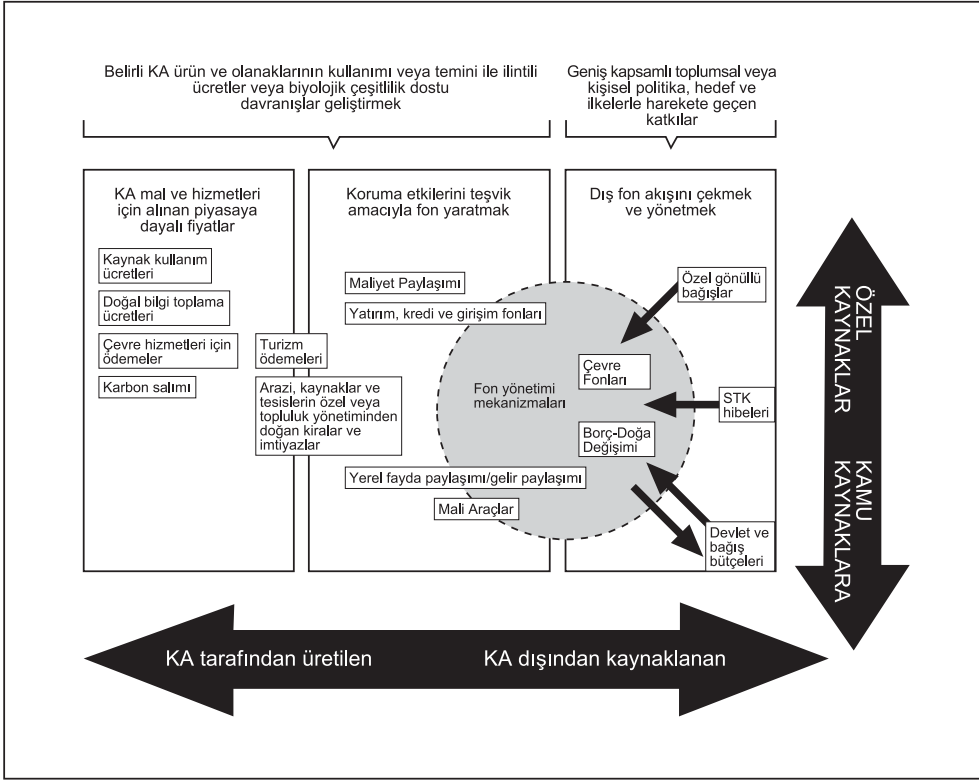 Belirli KA ürün ve olanaklarının kullanımı veya temini ile ilintili
ücretler veya biyolojik çeşitlilik dostu
davranışlar geliştirmek
Geniş kapsamlı toplumsal veya
kişisel politika, hedef ve
ilkelerle harekete geçen
katkılar
KA mal ve hizmetleri
için alınan piyasaya
dayalı fiyatlar
Kaynak kullanım
ücretleri
Doğal bilgi toplama
ücretleri
Çevre hizmetleri için
ödemeler
Karbon salımı
Turizm
ödemeleri
Arazi, kaynaklar ve
tesislerin özel veya
topluluk yönetiminden
doğan kiralar ve
imtiyazlar
Koruma etkilerini teşvik
amacıyla fon yaratmak
Maliyet Paylaşımı
Yatırım, kredi ve girişim fonları
Fon yönetimi
mekanizmaları
Yerel fayda paylaşımı/gelir paylaşımı
Mali Araçlar
Dış fon akışını çekmek
ve yönetmek
Özel gönüllü
bağışlar
Çevre
Fonları
STK
hibeleri
Borç-Doğa
Değişimi
Devlet ve
bağış
bütçeleri
ÖZEL
KAYNAKLAR
KAMU
KAYNAKLARA
KA tarafından üretilen
KA dışından kaynaklanan